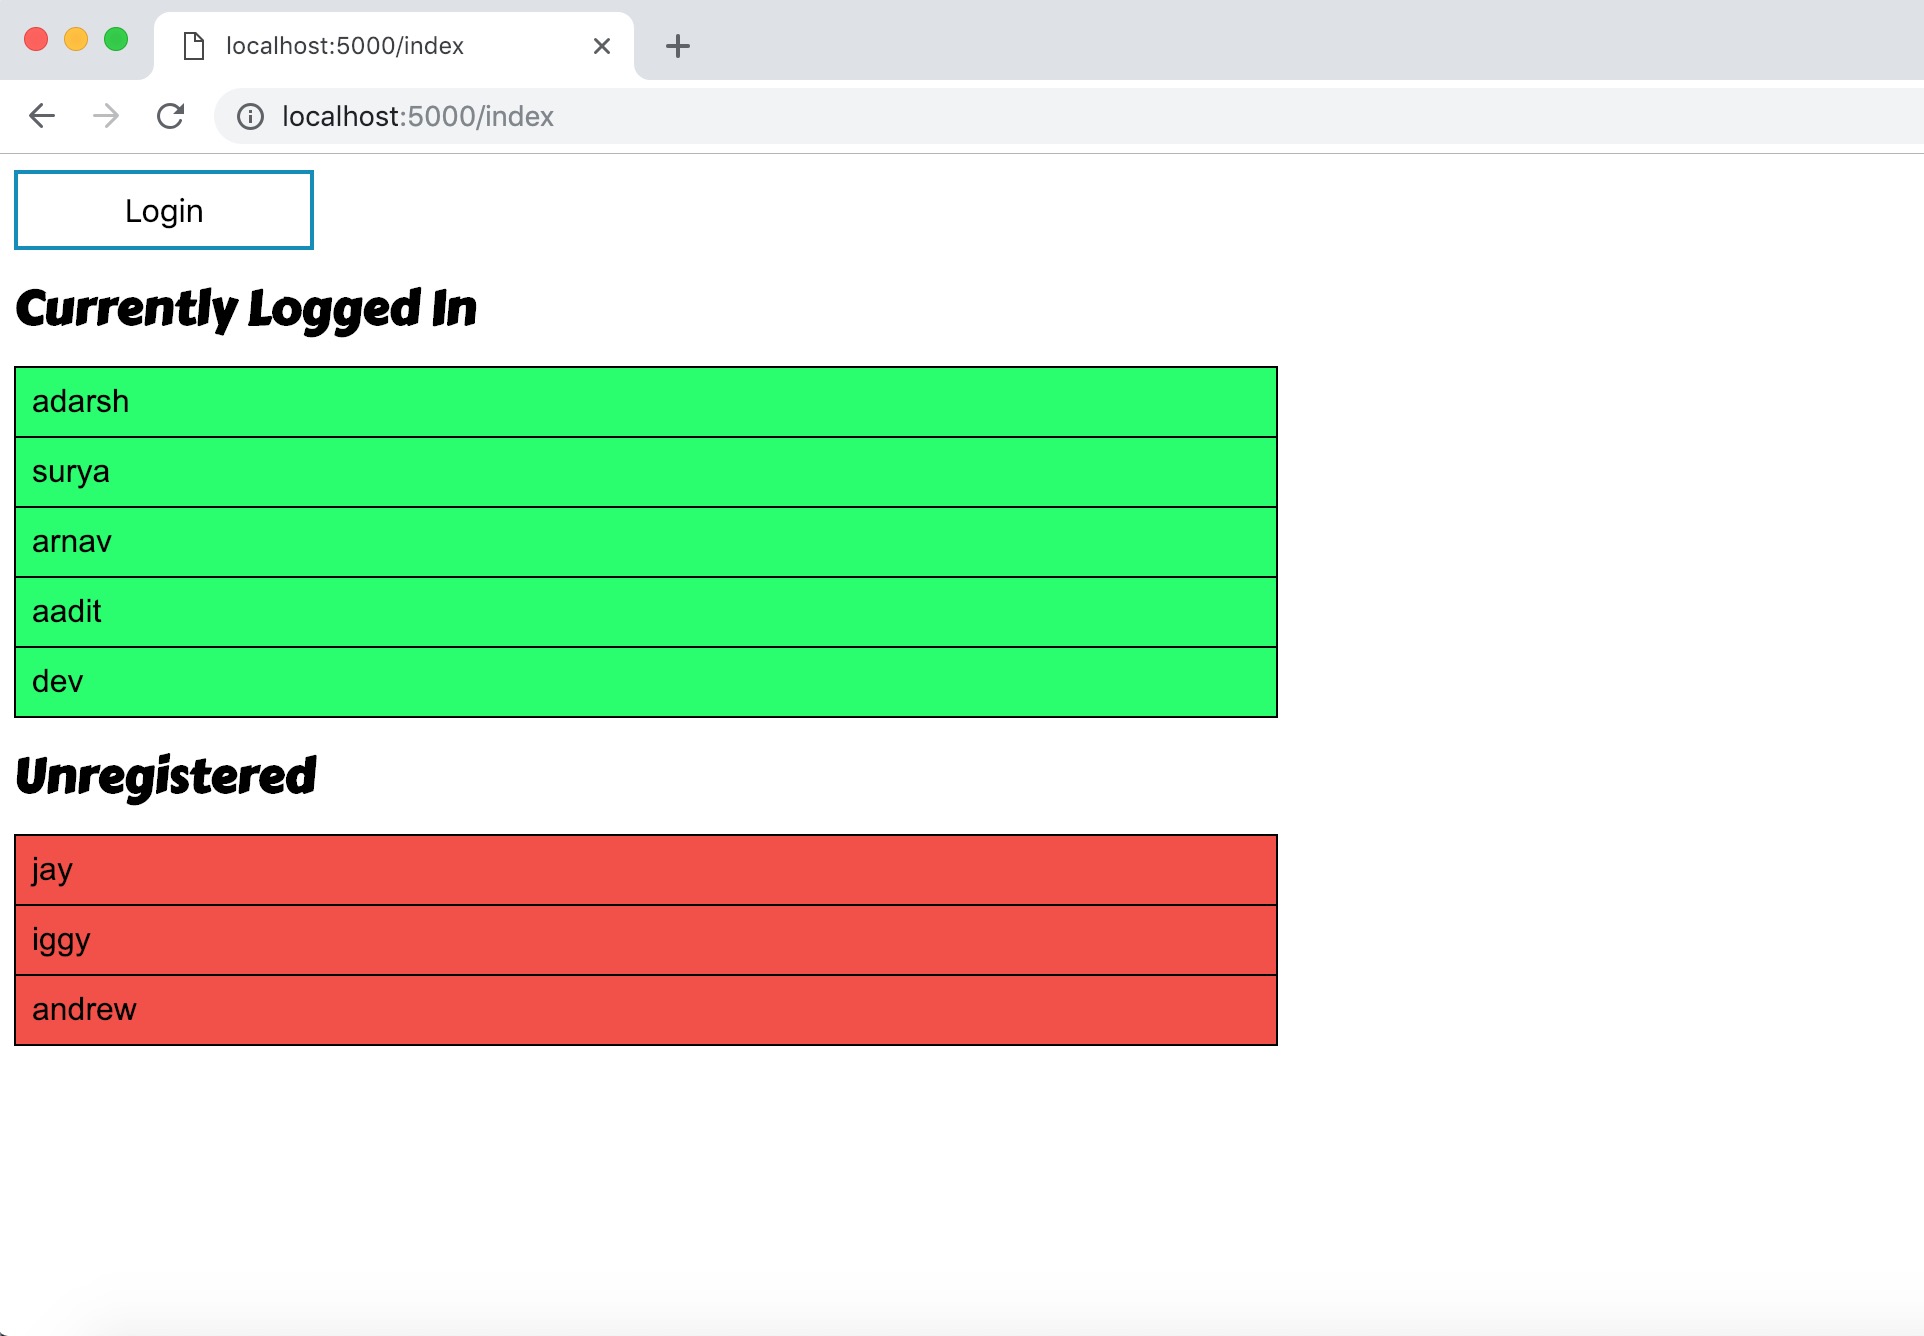 localhost:5000/index
localhost:5000/index
Login
Currently Logged In
adarsh
surya
arnav
aadit
dev
Unregistered
jay
iggy
andrew